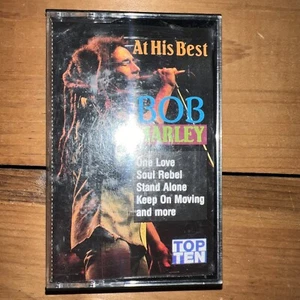 At His Best
BOB
MARLEY
One Love
Soul Rebel
Stand Alone
Keep On Moving
and more
TOP
TEN